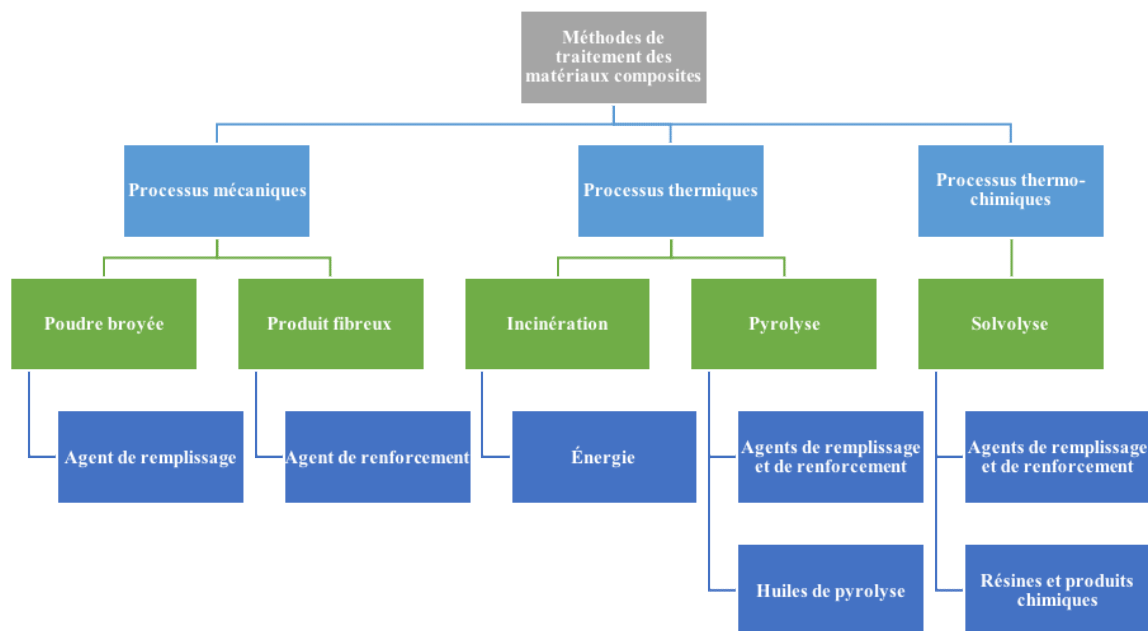 Méthodes de
traitement des
matériaux composites
Processus mécaniques
Processus thermiques
Processus thermo-
chimiques
Poudre broyée
Produit fibreux
Incinération
Pyrolyse
Solvolyse
Agent de remplissage
Agent de renforcement
Énergie
Agents de remplissage
et de renforcement
Agents de remplissage
et de renforcement
Huiles de pyrolyse
Résines et produits
chimiques